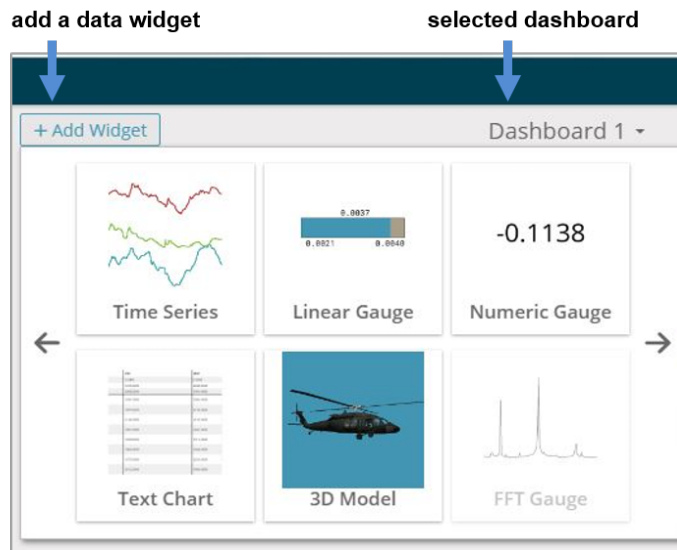 add a data widget
selected dashboard
+ Add Widget
Dashboard 1
0.0037
0.0021 0.0040
-0.1138
Time Series
Linear Gauge
Numeric Gauge
Text Chart
3D Model
FFT Gauge